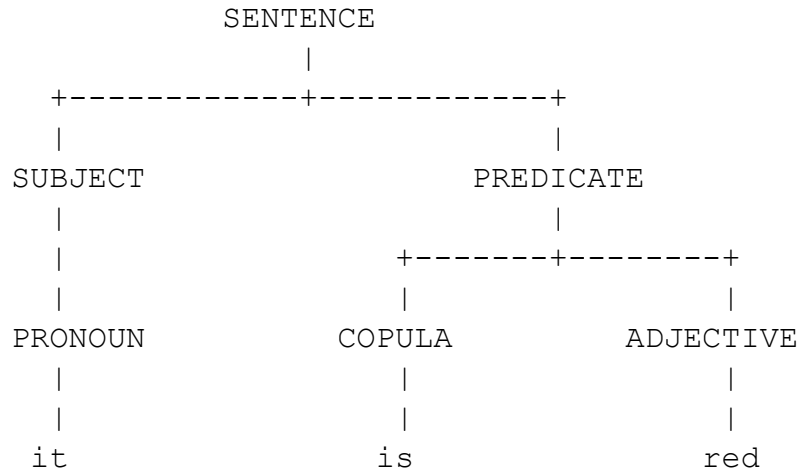 SENTENCE
SUBJECT PREDICATE
PRONOUN COPULA ADJECTIVE
it is red